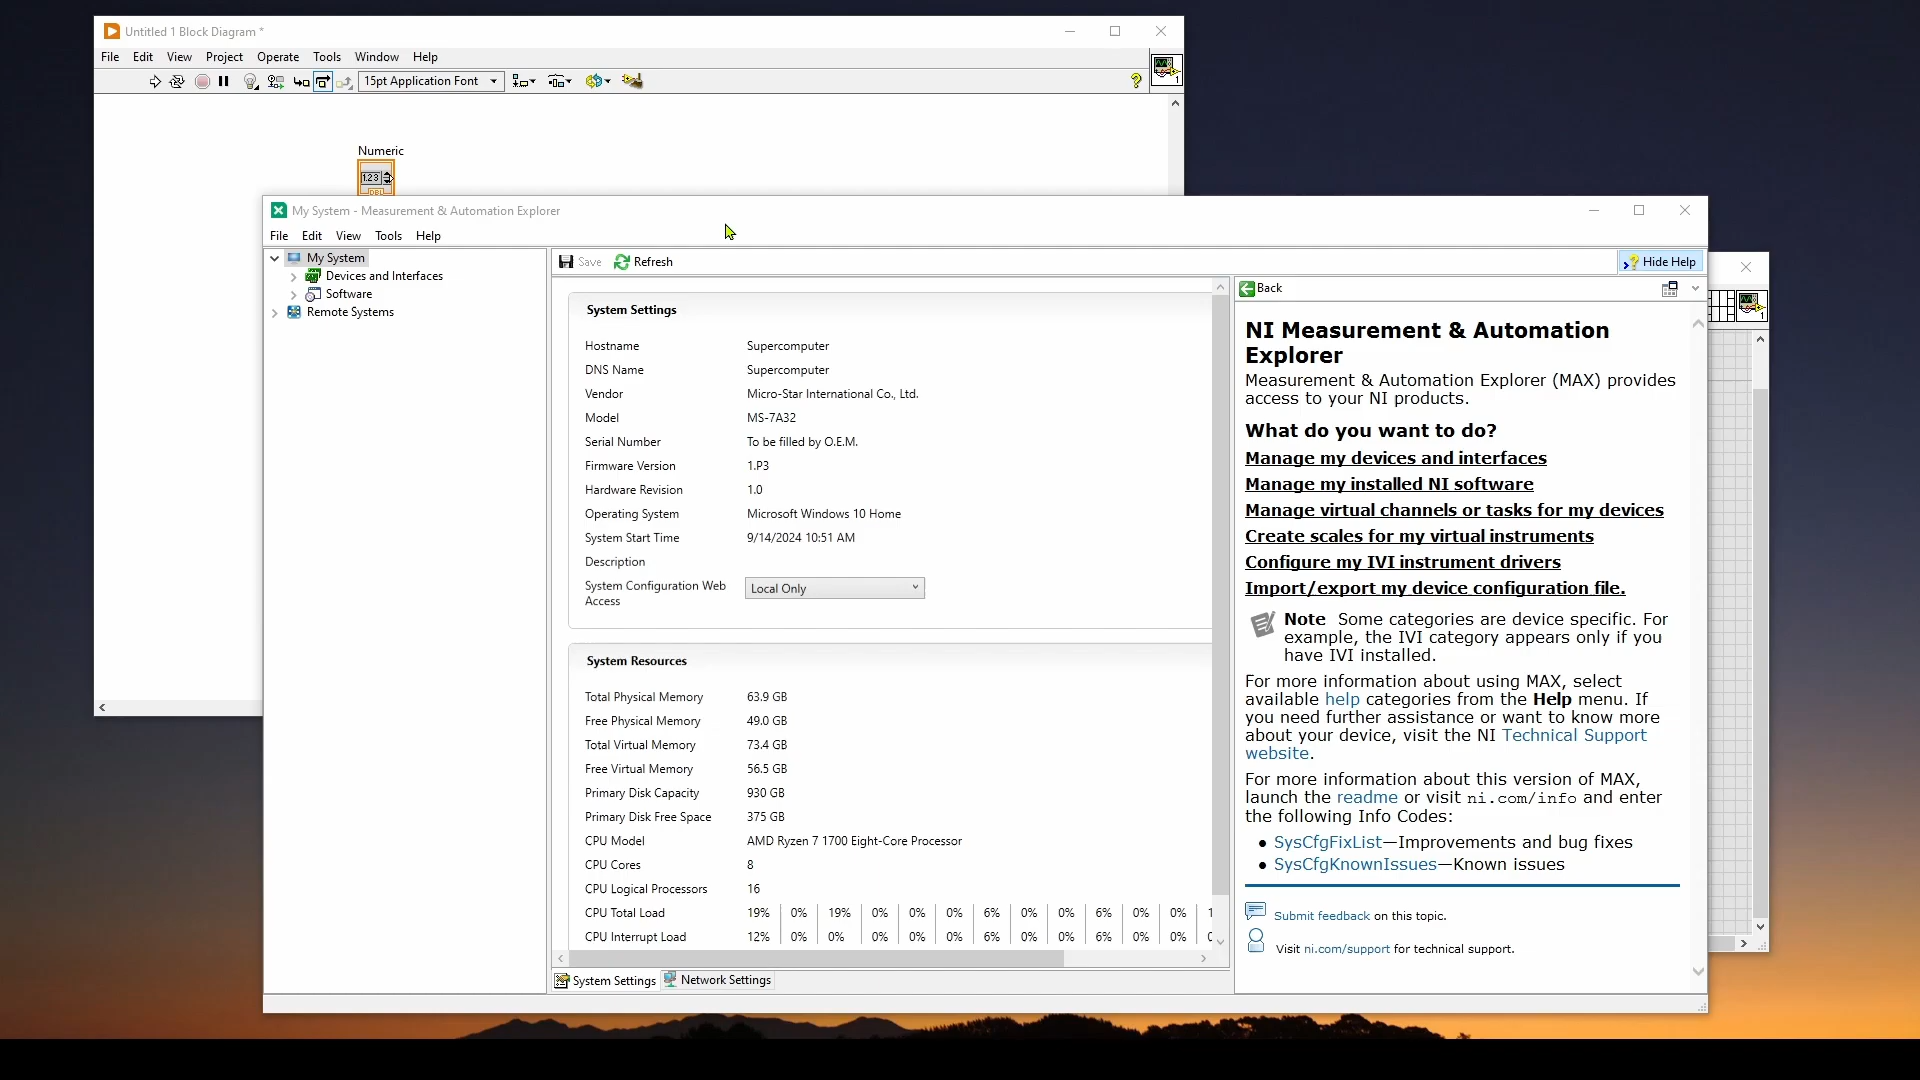 Untitled 1 Block Diagram *
File Edit View Project Operate Tools Window Help
15pt Application Font
?
1
Numeric
1.23
DBL
My System - Measurement & Automation Explorer
File Edit View Tools Help
My System
Devices and Interfaces
Software
Remote Systems
Save Refresh
? Hide Help
Back
System Settings
Hostname Supercomputer
DNS Name Supercomputer
Vendor Micro-Star International Co., Ltd.
Model MS-7A32
Serial Number To be filled by O.E.M.
Firmware Version 1.P3
Hardware Revision 1.0
Operating System Microsoft Windows 10 Home
System Start Time 9/14/2024 10:51 AM
Description
System Configuration Web
Access
Local Only
System Resources
Total Physical Memory 63.9 GB
Free Physical Memory 49.0 GB
Total Virtual Memory 73.4 GB
Free Virtual Memory 56.5 GB
Primary Disk Capacity 930 GB
Primary Disk Free Space 375 GB
CPU Model AMD Ryzen 7 1700 Eight-Core Processor
CPU Cores 8
CPU Logical Processors 16
CPU Total Load 19% 0% 19% 0% 0% 0% 6% 0% 0% 6% 0% 0% 1
CPU Interrupt Load 12% 0% 0% 0% 0% 0% 6% 0% 0% 6% 0% 0%
System Settings Network Settings
NI Measurement & Automation
Explorer
Measurement & Automation Explorer (MAX) provides
access to your NI products.
What do you want to do?
Manage my devices and interfaces
Manage my installed NI software
Manage virtual channels or tasks for my devices
Create scales for my virtual instruments
Configure my IVI instrument drivers
Import/export my device configuration file.
Note Some categories are device specific. For
example, the IVI category appears only if you
have IVI installed.
For more information about using MAX, select
available help categories from the Help menu. If
you need further assistance or want to know more
about your device, visit the NI Technical Support
website.
For more information about this version of MAX,
launch the readme or visit ni.com/info and enter
the following Info Codes:
• SysCfgFixList—Improvements and bug fixes
• SysCfgKnownIssues—Known issues
Submit feedback on this topic.
Visit ni.com/support for technical support.
1